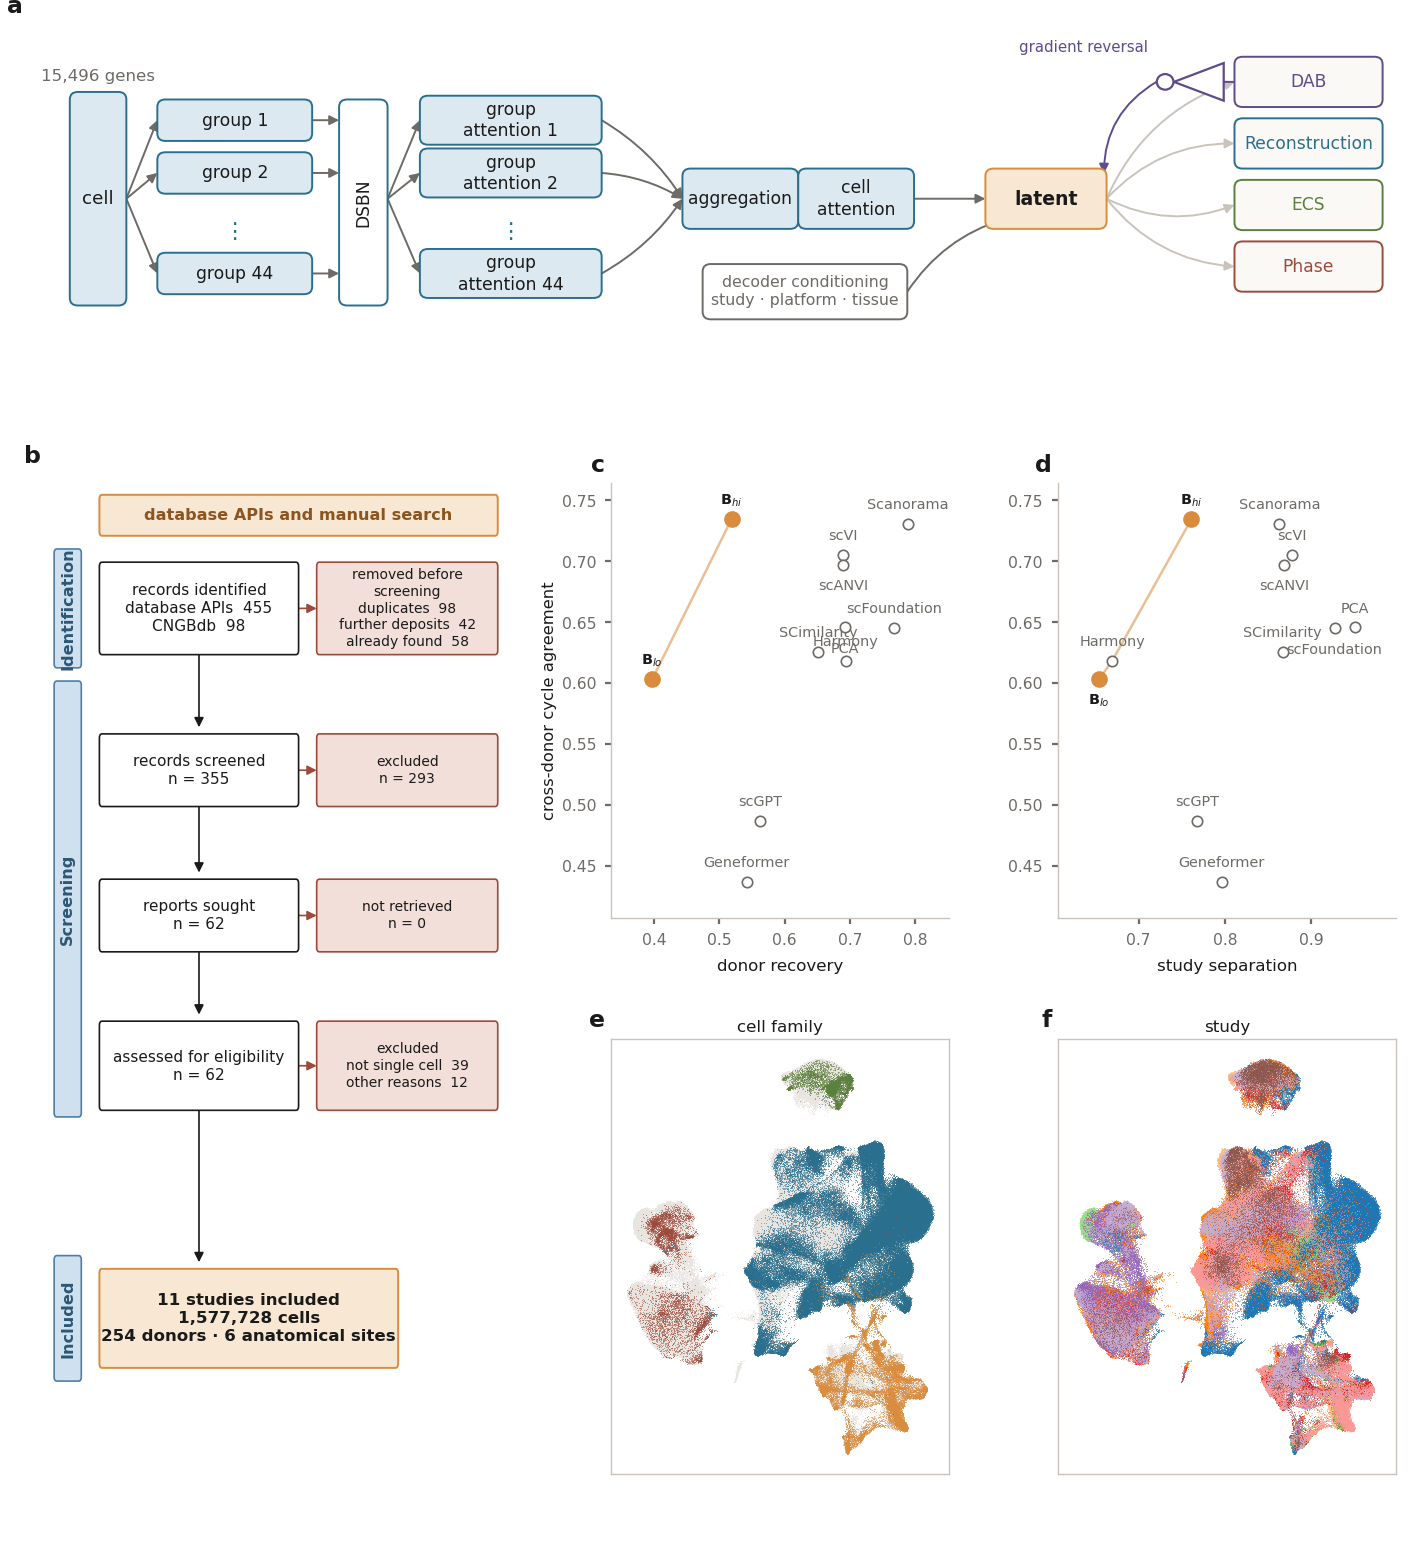 a
15,496 genes
cell
group 1
group 2
⋮
group 44
DSBN
group
attention 1
group
attention 2
⋮
group
attention 44
aggregation
cell
attention
decoder conditioning
study · platform · tissue
latent
gradient reversal
DAB
Reconstruction
ECS
Phase
b
database APIs and manual search
Identification
records identified
database APIs 455
CNGBdb 98
removed before
screening
duplicates 98
further deposits 42
already found 58
Screening
records screened
n = 355
excluded
n = 293
reports sought
n = 62
not retrieved
n = 0
assessed for eligibility
n = 62
excluded
not single cell 39
other reasons 12
Included
11 studies included
1,577,728 cells
254 donors · 6 anatomical sites
c
cross-donor cycle agreement
0.75
0.70
0.65
0.60
0.55
0.50
0.45
B_hi
Scanorama
scVI
scANVI
scFoundation
SCimilarity
Harmony
PCA
B_lo
scGPT
Geneformer
0.4 0.5 0.6 0.7 0.8
donor recovery
d
0.75
0.70
0.65
0.60
0.55
0.50
0.45
B_hi
Scanorama
scVI
scANVI
PCA
SCimilarity
Harmony
scFoundation
B_lo
scGPT
Geneformer
0.7 0.8 0.9
study separation
e
cell family
f
study